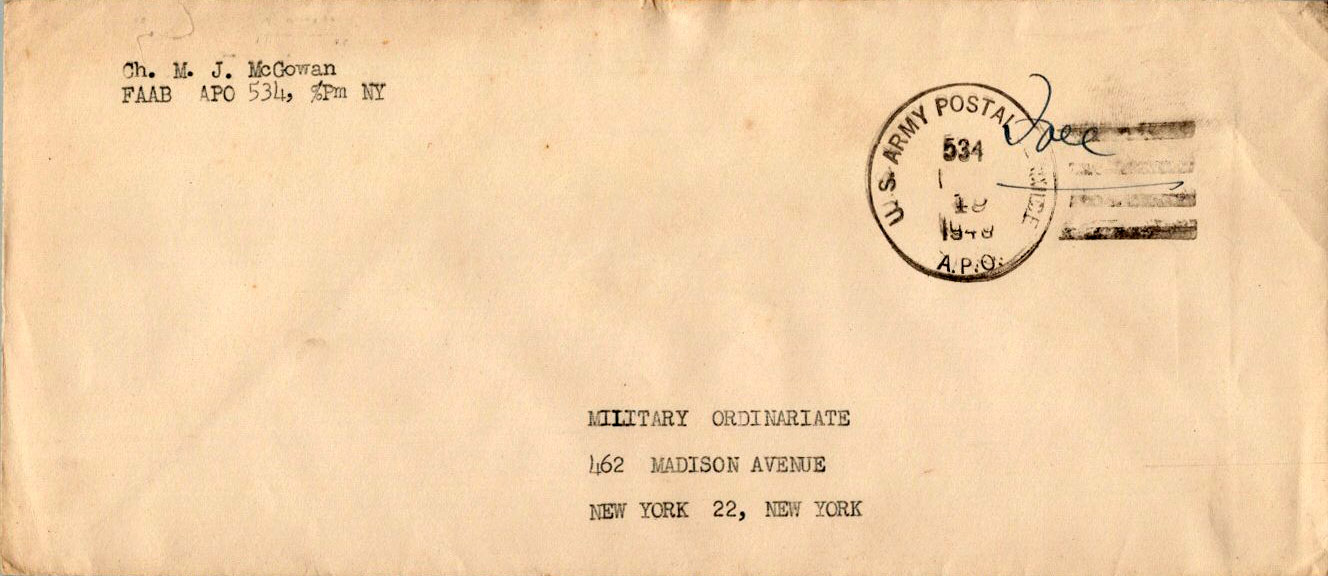 Ch. M. J. McGowan
FAAB APO 534, %Pm NY
U.S. ARMY POSTAL
534
19
A.P.O.
Free
MILITARY ORDINARIATE
462 MADISON AVENUE
NEW YORK 22, NEW YORK